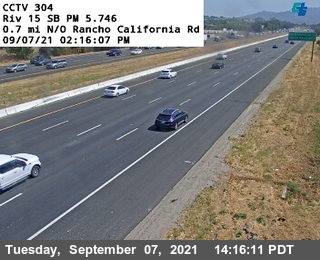 CCTV 304
Riv 15 SB PM 5.746
0.7 mi N/O Rancho California Rd
09/07/21 02:16:07 PM
Tuesday, September 07, 2021 14:16:11 PDT